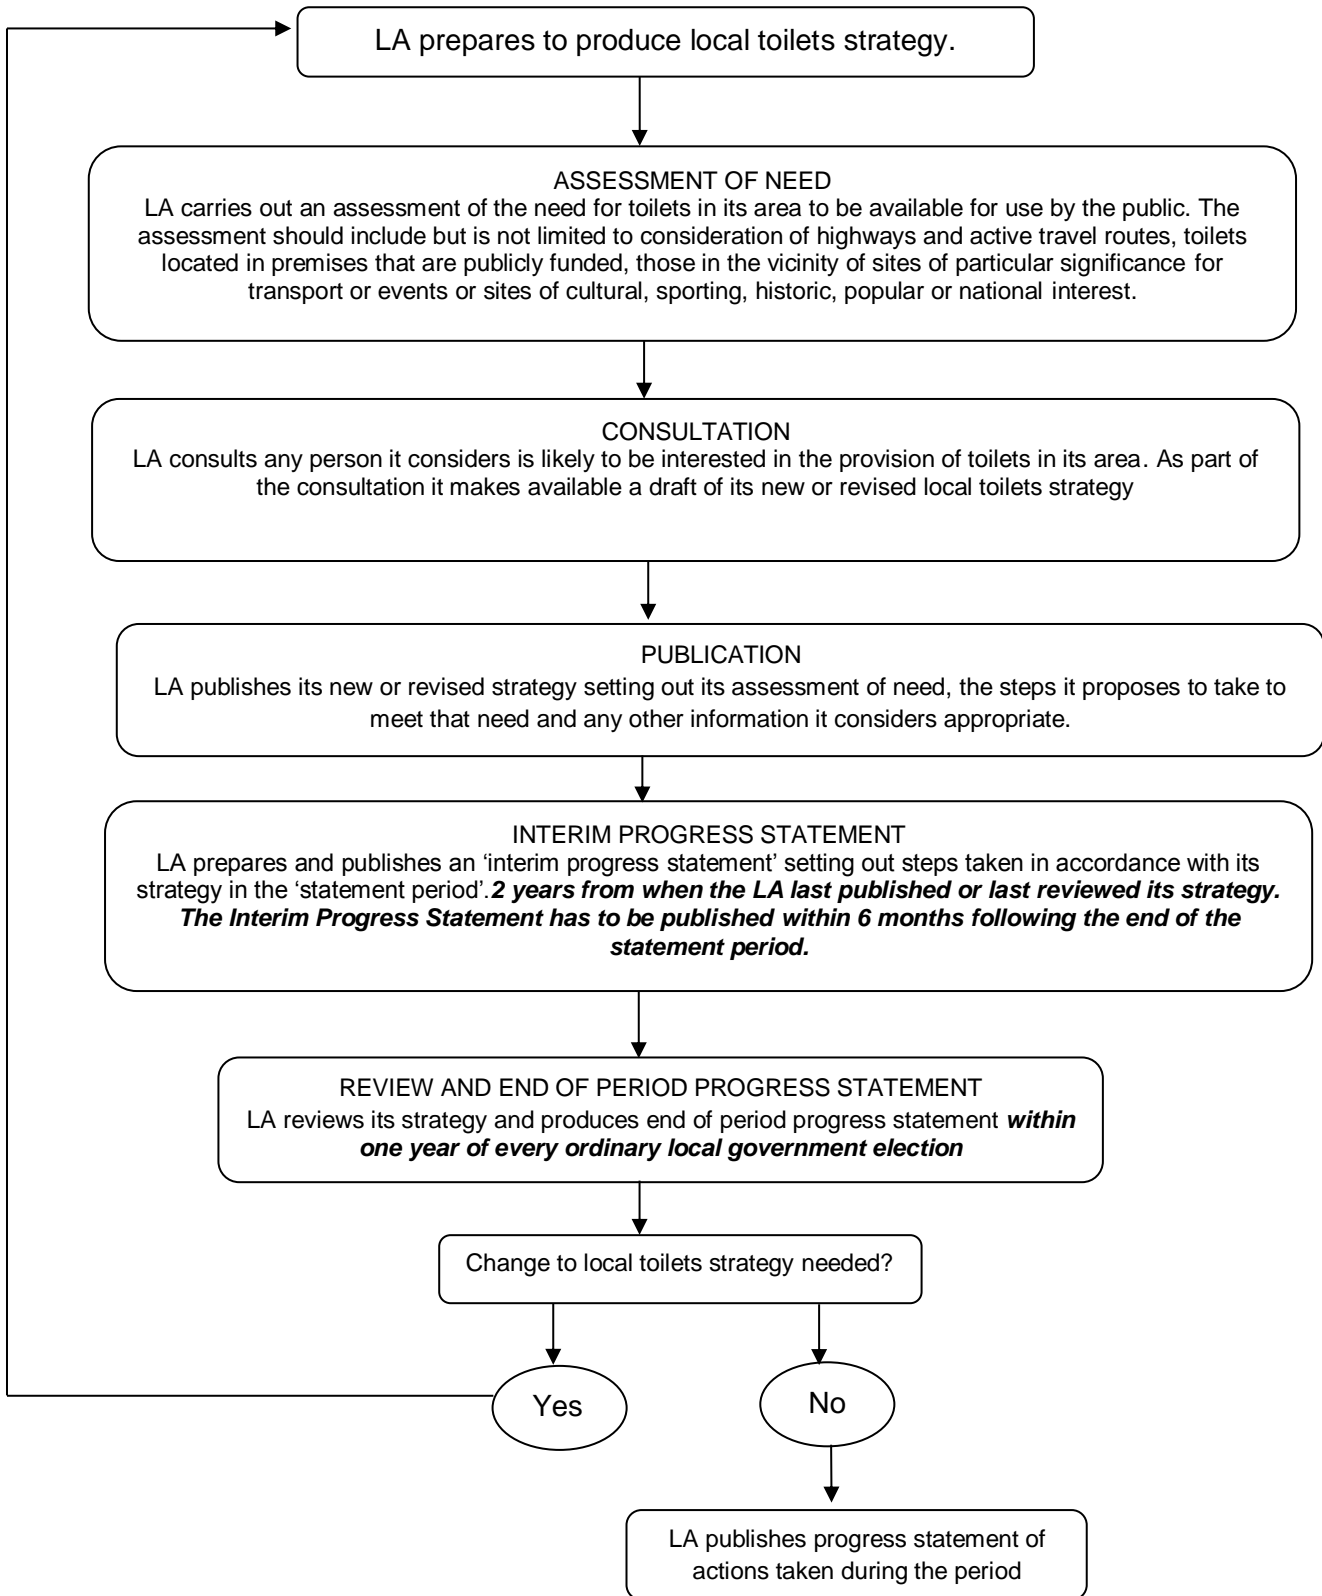 LA prepares to produce local toilets strategy.
ASSESSMENT OF NEED
LA carries out an assessment of the need for toilets in its area to be available for use by the public. The
assessment should include but is not limited to consideration of highways and active travel routes, toilets
located in premises that are publicly funded, those in the vicinity of sites of particular significance for
transport or events or sites of cultural, sporting, historic, popular or national interest.
CONSULTATION
LA consults any person it considers is likely to be interested in the provision of toilets in its area. As part of
the consultation it makes available a draft of its new or revised local toilets strategy
PUBLICATION
LA publishes its new or revised strategy setting out its assessment of need, the steps it proposes to take to
meet that need and any other information it considers appropriate.
INTERIM PROGRESS STATEMENT
LA prepares and publishes an ‘interim progress statement’ setting out steps taken in accordance with its
strategy in the ‘statement period’. 2 years from when the LA last published or last reviewed its strategy.
The Interim Progress Statement has to be published within 6 months following the end of the
statement period.
REVIEW AND END OF PERIOD PROGRESS STATEMENT
LA reviews its strategy and produces end of period progress statement within
one year of every ordinary local government election
Change to local toilets strategy needed?
Yes
No
LA publishes progress statement of
actions taken during the period